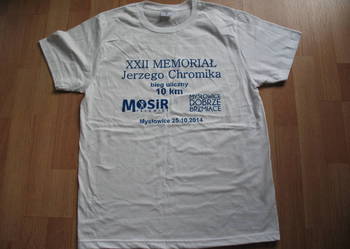 XXII MEMORIAŁ
Jerzego Chromika
bieg uliczny
10 km
MOSiR MYSŁOWICE
DOBRZE
BRZMIĄCE
Mysłowice 25.10.2014